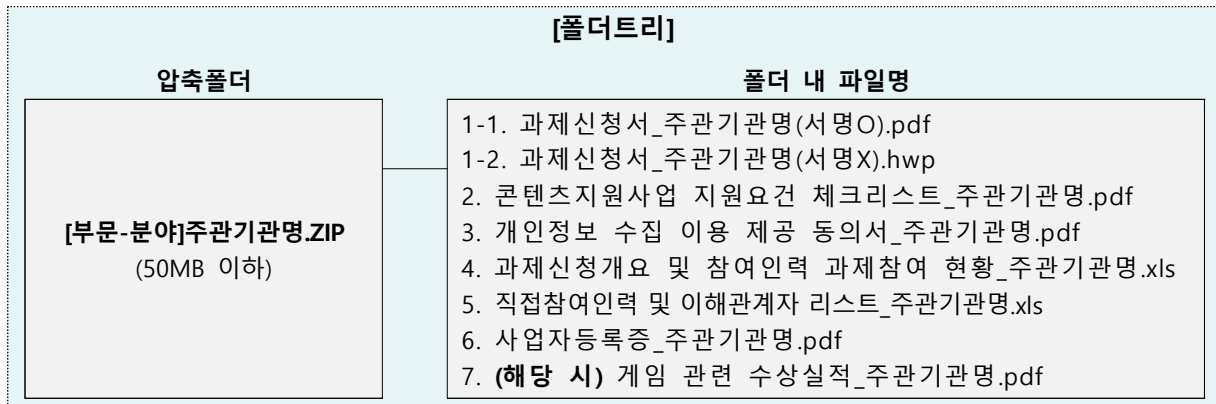 [폴더트리]
압축폴더
폴더 내 파일명
[부문-분야]주관기관명.ZIP
(50MB 이하)
1-1. 과제신청서_주관기관명(서명O).pdf
1-2. 과제신청서_주관기관명(서명X).hwp
2. 콘텐츠지원사업 지원요건 체크리스트_주관기관명.pdf
3. 개인정보 수집 이용 제공 동의서_주관기관명.pdf
4. 과제신청개요 및 참여인력 과제참여 현황_주관기관명.xls
5. 직접참여인력 및 이해관계자 리스트_주관기관명.xls
6. 사업자등록증_주관기관명.pdf
7. (해당 시) 게임 관련 수상실적_주관기관명.pdf